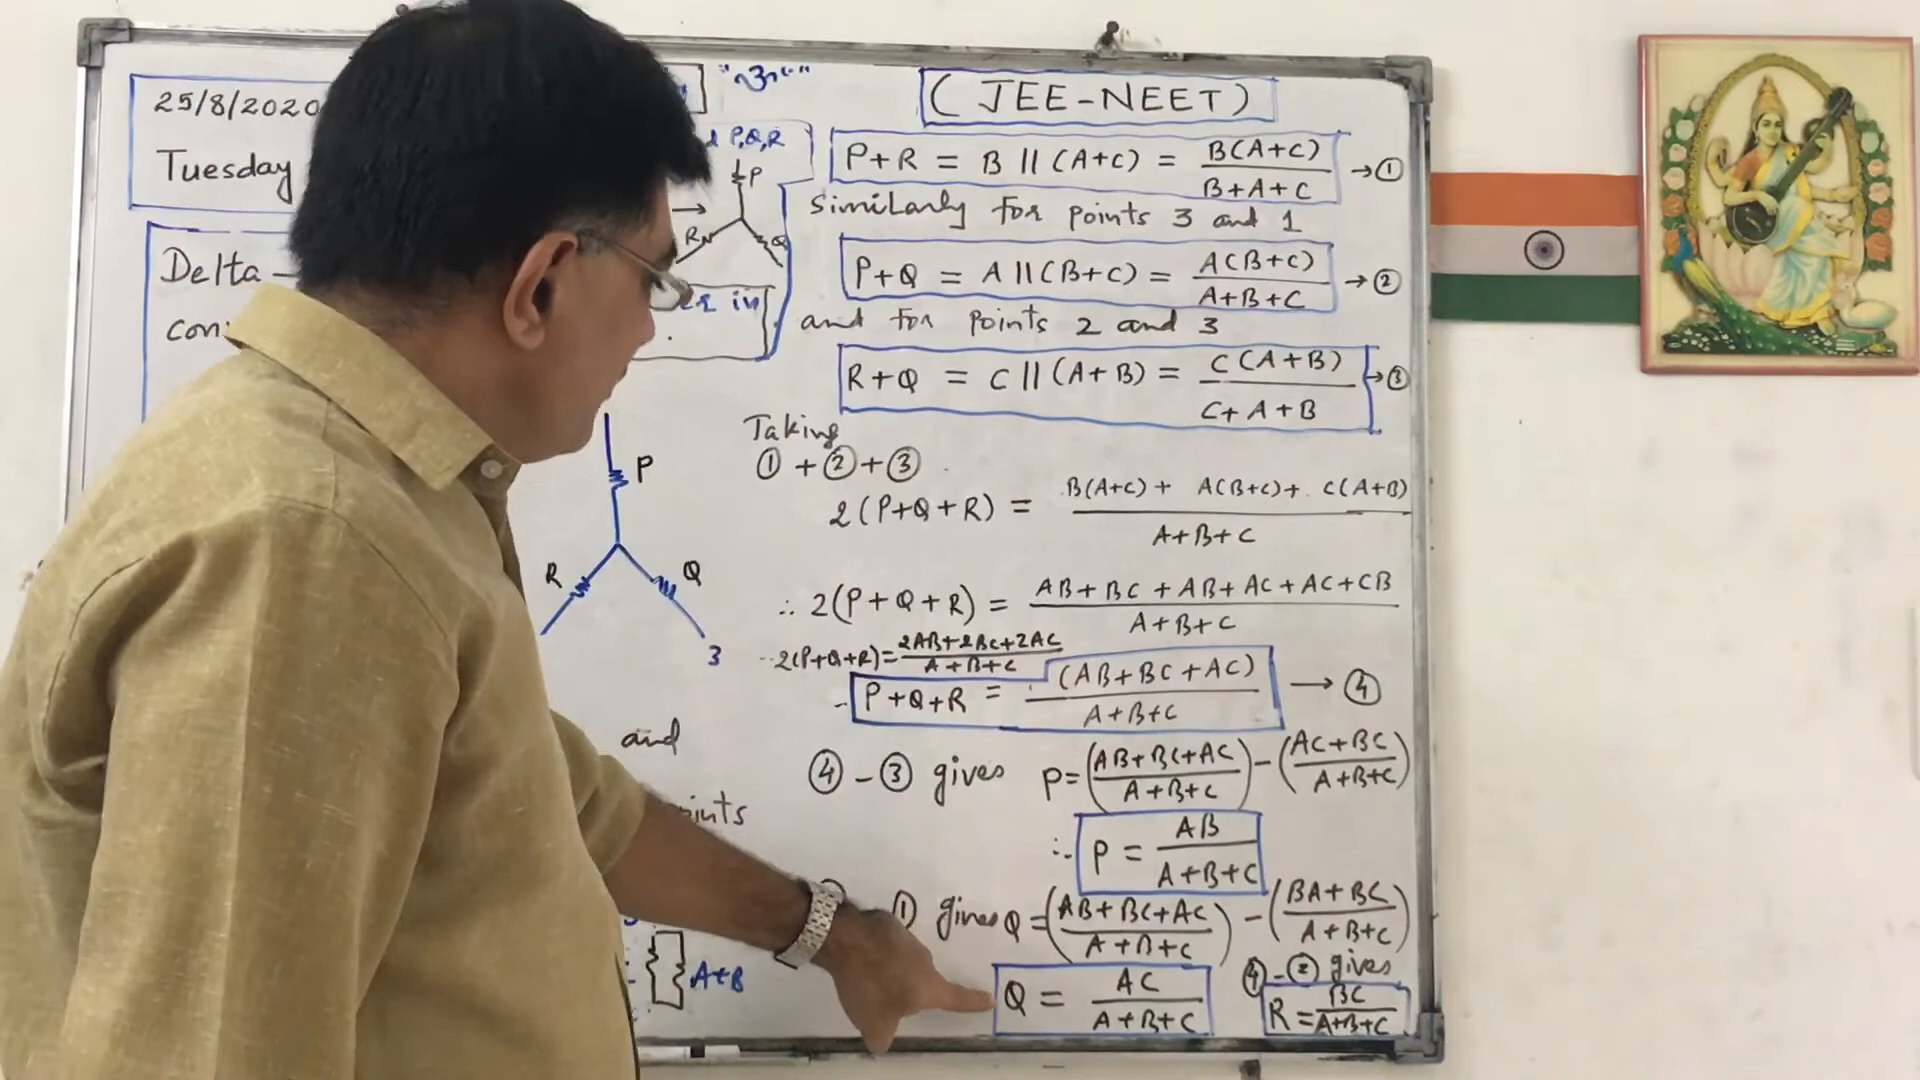 25/8/2020
Tuesday
Delta -
P,Q,R
P
R
Q
in
P
R
Q
3
and
A+B
(JEE-NEET)
P+R = B || (A+C) = B(A+C) / B+A+C → ①
Similarly for points 3 and 1
P+Q = A || (B+C) = A(B+C) / A+B+C → ②
and for points 2 and 3
R+Q = C || (A+B) = C(A+B) / C+A+B → ③
Taking
① + ② + ③
2(P+Q+R) = B(A+C) + A(B+C) + C(A+B) / A+B+C
∴ 2(P+Q+R) = AB+BC + AB+AC + AC+CB / A+B+C
2(P+Q+R) = 2AB+2BC+2AC / A+B+C
P+Q+R = (AB+BC+AC) / A+B+C → ④
④ - ③ gives P = (AB+BC+AC / A+B+C) - (AC+BC / A+B+C)
∴ P = AB / A+B+C
① gives Q = (AB+BC+AC / A+B+C) - (BA+BC / A+B+C)
Q = AC / A+B+C
④ - ② gives
R = BC / A+B+C